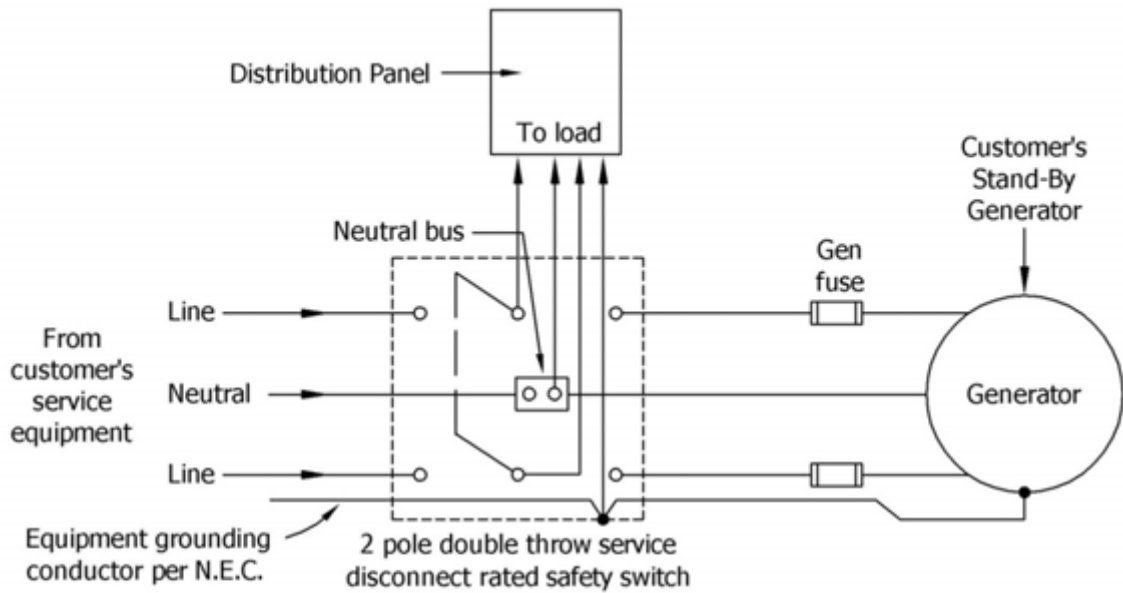 Distribution Panel
To load
Customer's
Stand-By
Generator
Neutral bus
Gen
fuse
Line
From
customer's
service
equipment
Neutral
Generator
Line
Equipment grounding
conductor per N.E.C.
2 pole double throw service
disconnect rated safety switch